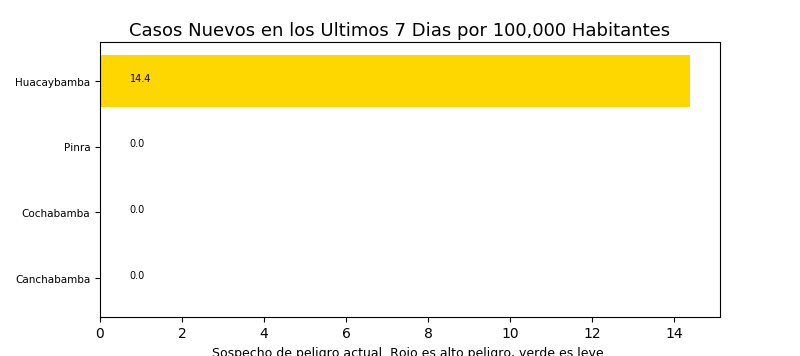 Casos Nuevos en los Ultimos 7 Dias por 100,000 Habitantes
Huacaybamba 14.4
Pinra 0.0
Cochabamba 0.0
Canchabamba 0.0
0 2 4 6 8 10 12 14
Sospecho de peligro actual. Rojo es alto peligro, verde es leve